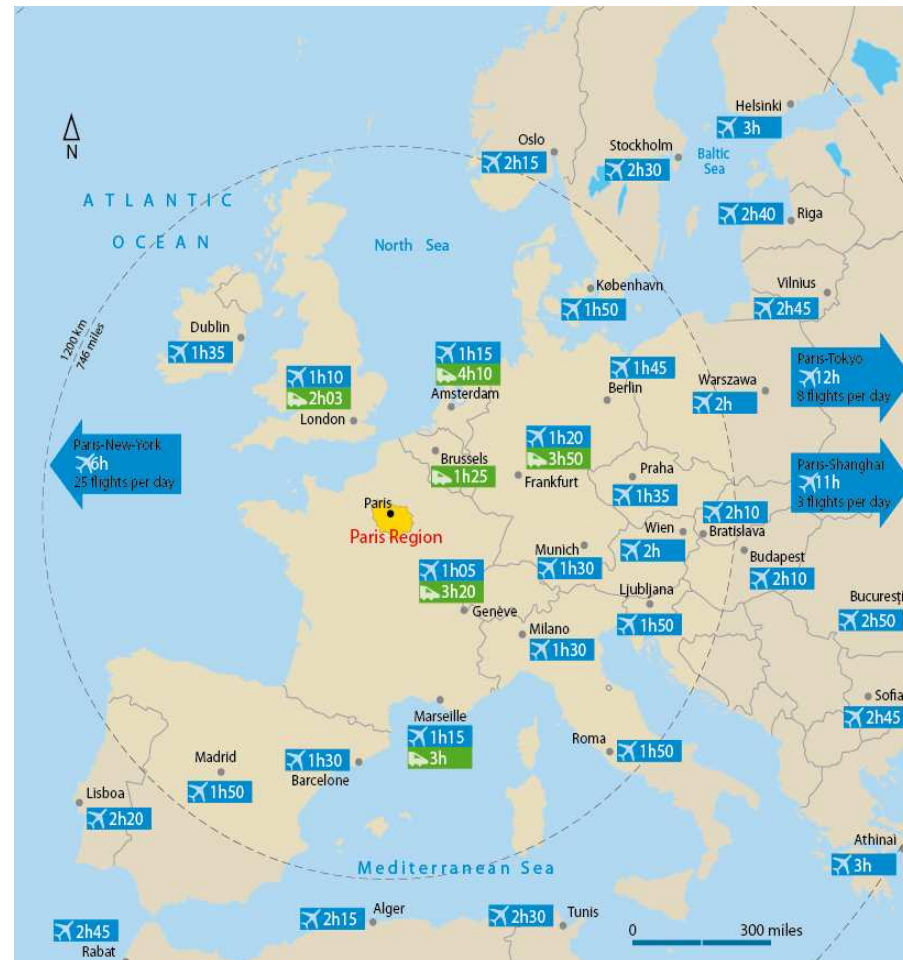 Helsinki
3h
Oslo
2h15
Stockholm
2h30
Baltic
Sea
N
ATLANTIC
OCEAN
2h40
Riga
North Sea
København
1h50
Vilnius
2h45
Dublin
1h35
1200 km
746 miles
1h10
2h03
London
1h15
4h10
Amsterdam
1h45
Berlin
Warszawa
2h
Paris-Tokyo
12h
8 flights per day
Paris-New-York
6h
25 flights per day
Brussels
1h25
1h20
3h50
Frankfurt
Praha
1h35
Paris-Shanghai
11h
3 flights per day
Paris
Paris Region
2h10
Bratislava
Wien
2h
Munich
1h30
Budapest
2h10
1h05
3h20
Genève
Ljubljana
1h50
București
2h50
Milano
1h30
Sofia
2h45
Marseille
1h15
3h
Roma
1h50
1h30
Barcelone
Madrid
1h50
Lisboa
2h20
Athinai
3h
Mediterranean Sea
2h45
Rabat
2h15
Alger
2h30
Tunis
0
300 miles